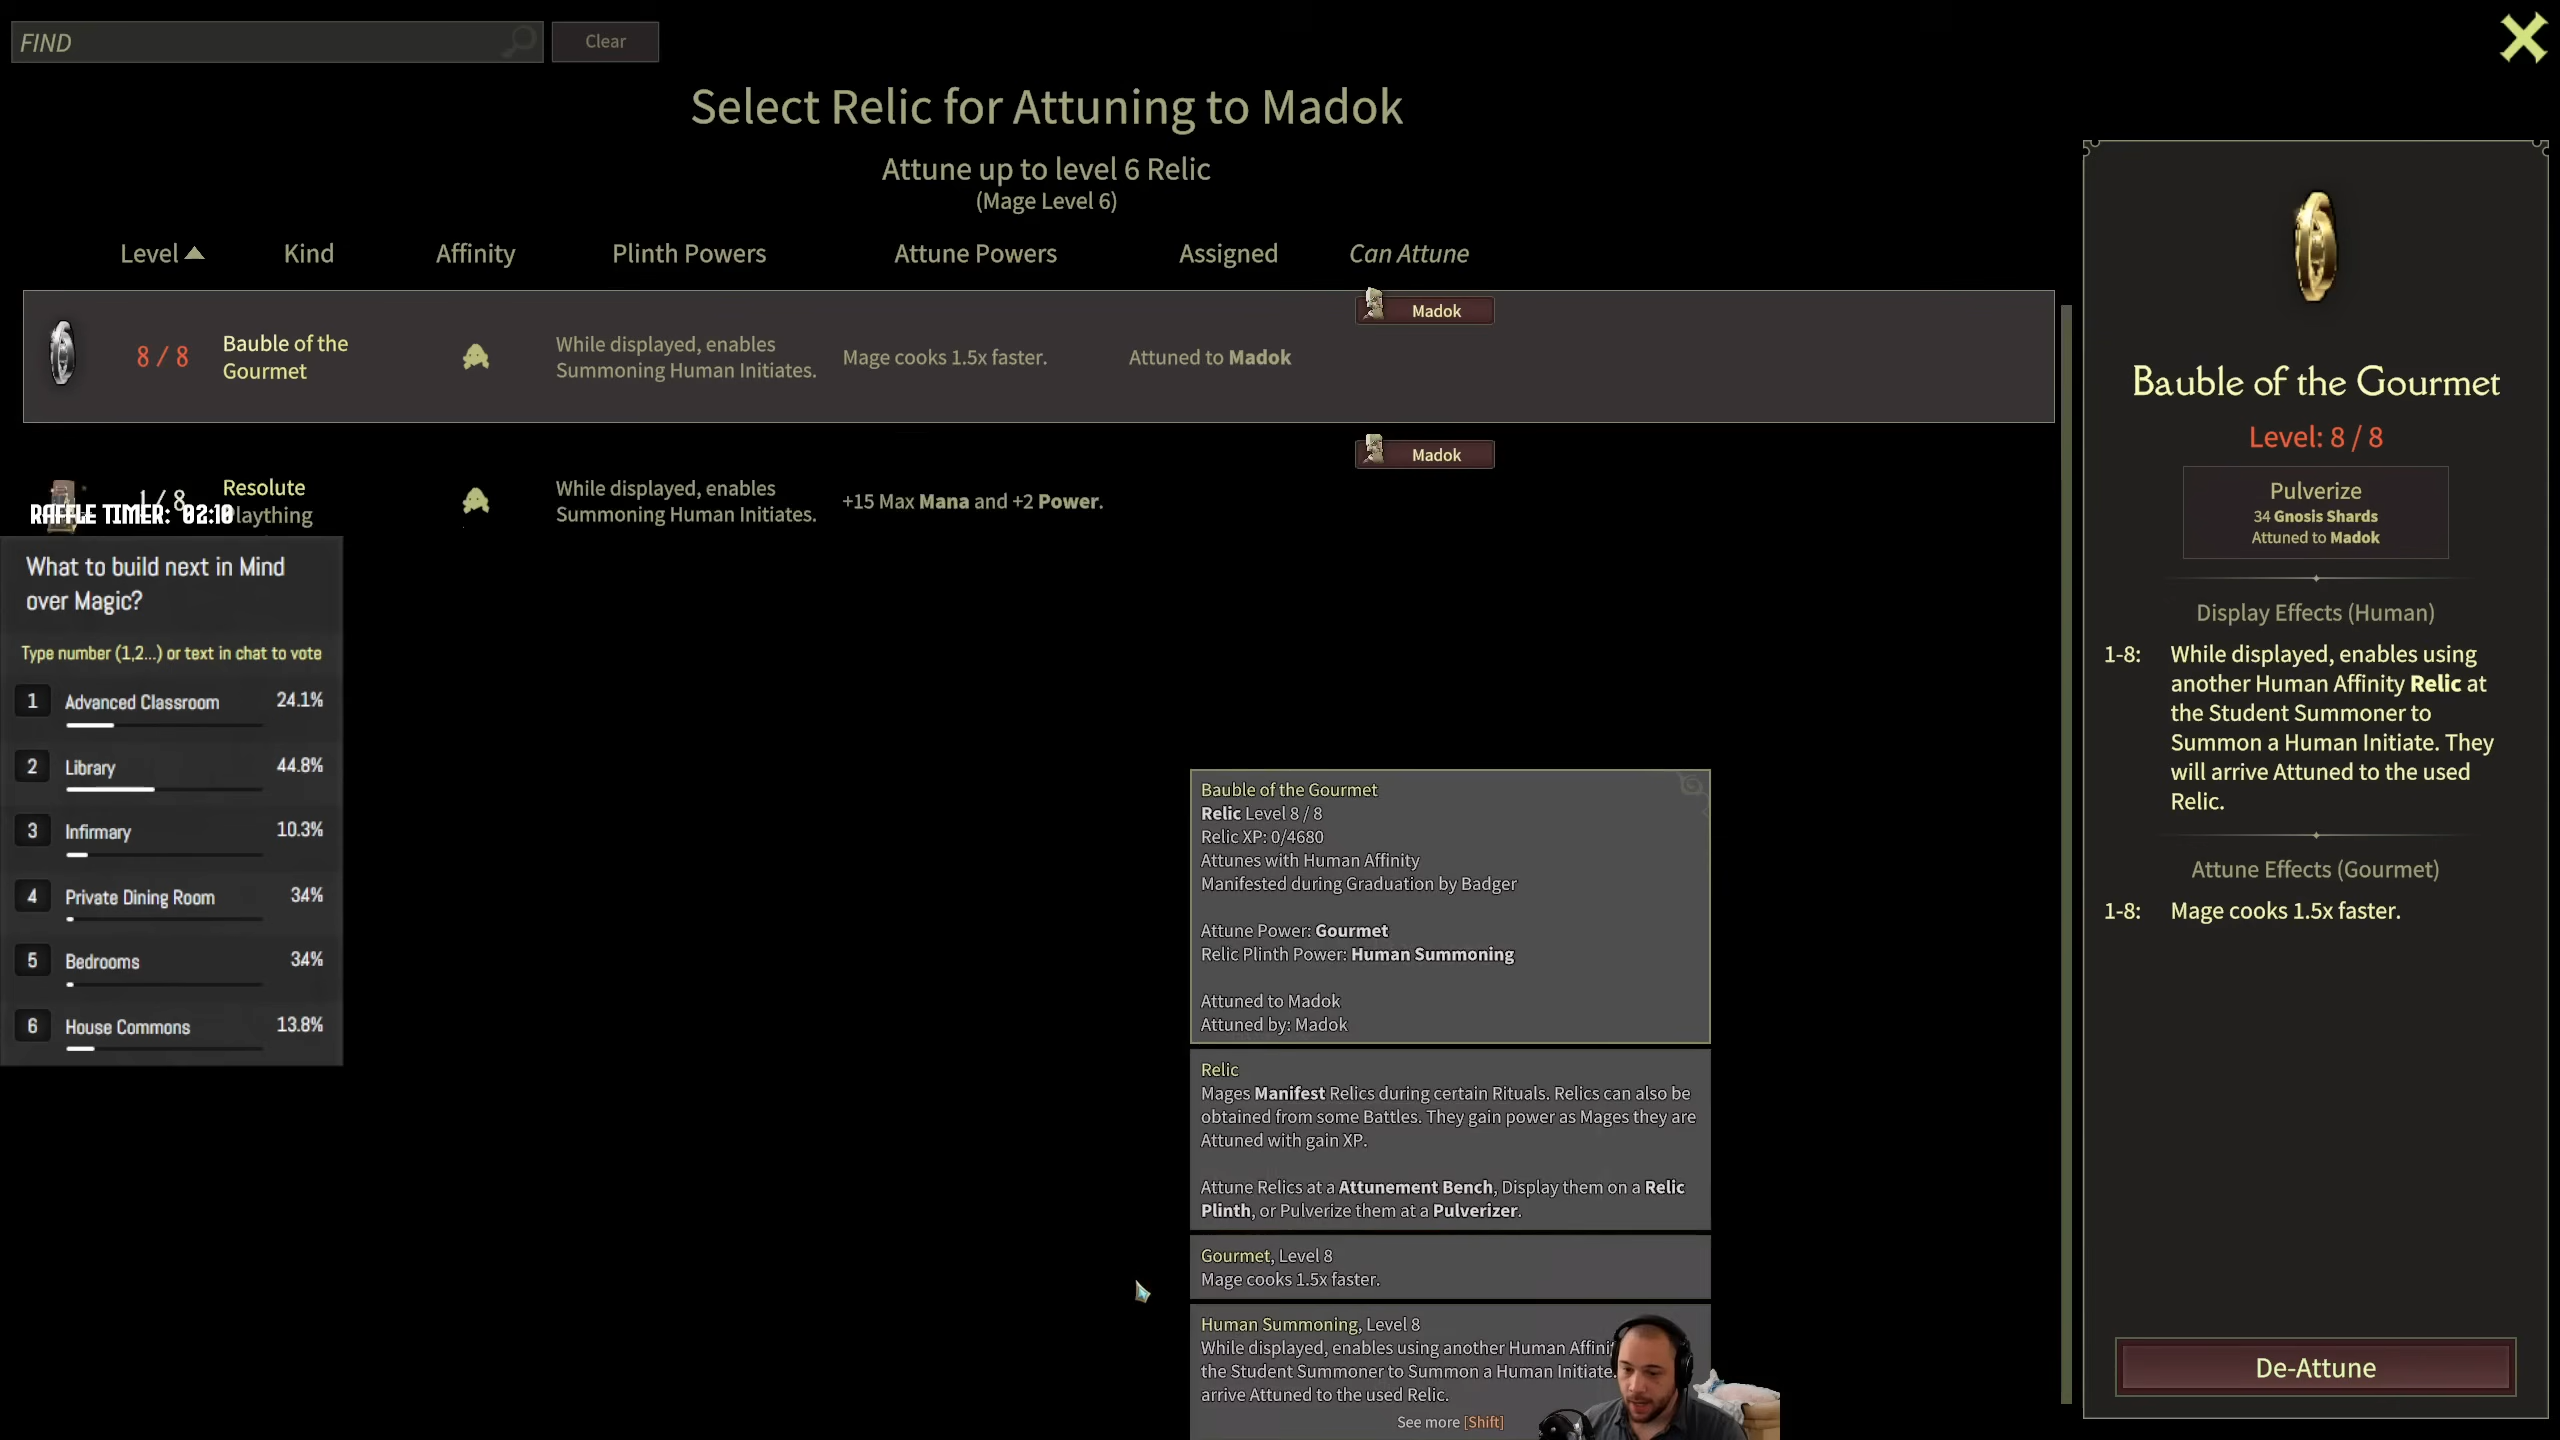 FIND
Clear
Select Relic for Attuning to Madok
Attune up to level 6 Relic
(Mage Level 6)
Level Kind Affinity Plinth Powers Attune Powers Assigned Can Attune
Madok
8 / 8
Bauble of the
Gourmet
While displayed, enables
Summoning Human Initiates.
Mage cooks 1.5x faster.
Attuned to Madok
Madok
1 / 8
Resolute
Plaything
While displayed, enables
Summoning Human Initiates.
+15 Max Mana and +2 Power.
RAFFLE TIMER: 02:10
What to build next in Mind
over Magic?
Type number (1,2...) or text in chat to vote
1 Advanced Classroom 24.1%
2 Library 44.8%
3 Infirmary 10.3%
4 Private Dining Room 34%
5 Bedrooms 34%
6 House Commons 13.8%
Bauble of the Gourmet
Relic Level 8 / 8
Relic XP: 0/4680
Attunes with Human Affinity
Manifested during Graduation by Badger
Attune Power: Gourmet
Relic Plinth Power: Human Summoning
Attuned to Madok
Attuned by: Madok
Relic
Mages Manifest Relics during certain Rituals. Relics can also be
obtained from some Battles. They gain power as Mages they are
Attuned with gain XP.
Attune Relics at a Attunement Bench, Display them on a Relic
Plinth, or Pulverize them at a Pulverizer.
Gourmet, Level 8
Mage cooks 1.5x faster.
Human Summoning, Level 8
While displayed, enables using another Human
the Student Summoner to Summon a Human Initiate.
arrive Attuned to the used Relic.
See more [Shift]
Bauble of the Gourmet
Level: 8 / 8
Pulverize
34 Gnosis Shards
Attuned to Madok
Display Effects (Human)
1-8: While displayed, enables using
another Human Affinity Relic at
the Student Summoner to
Summon a Human Initiate. They
will arrive Attuned to the used
Relic.
Attune Effects (Gourmet)
1-8: Mage cooks 1.5x faster.
De-Attune